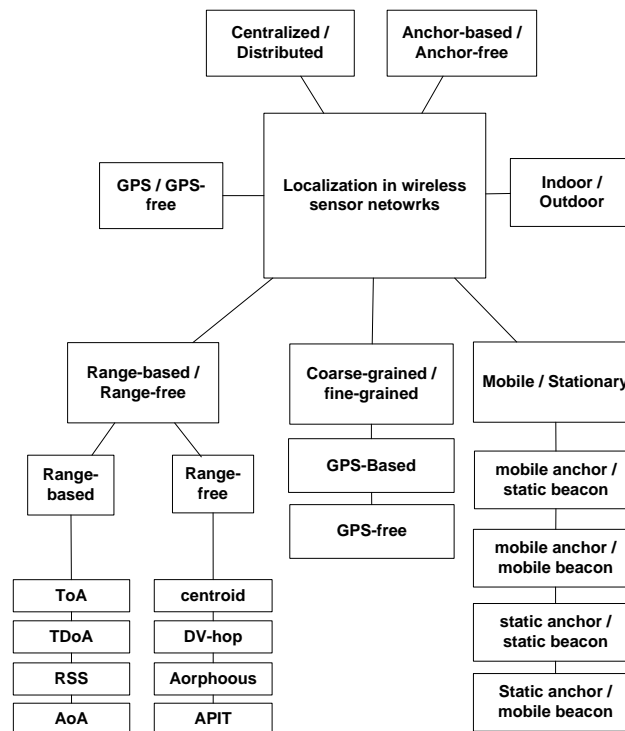 Centralized /
Distributed
Anchor-based /
Anchor-free
GPS / GPS-
free
Localization in wireless
sensor netowrks
Indoor /
Outdoor
Range-based /
Range-free
Coarse-grained /
fine-grained
Mobile / Stationary
Range-
based
Range-
free
GPS-Based
GPS-free
mobile anchor /
static beacon
mobile anchor /
mobile beacon
static anchor /
static beacon
Static anchor /
mobile beacon
ToA
TDoA
RSS
AoA
centroid
DV-hop
Aorphoous
APIT